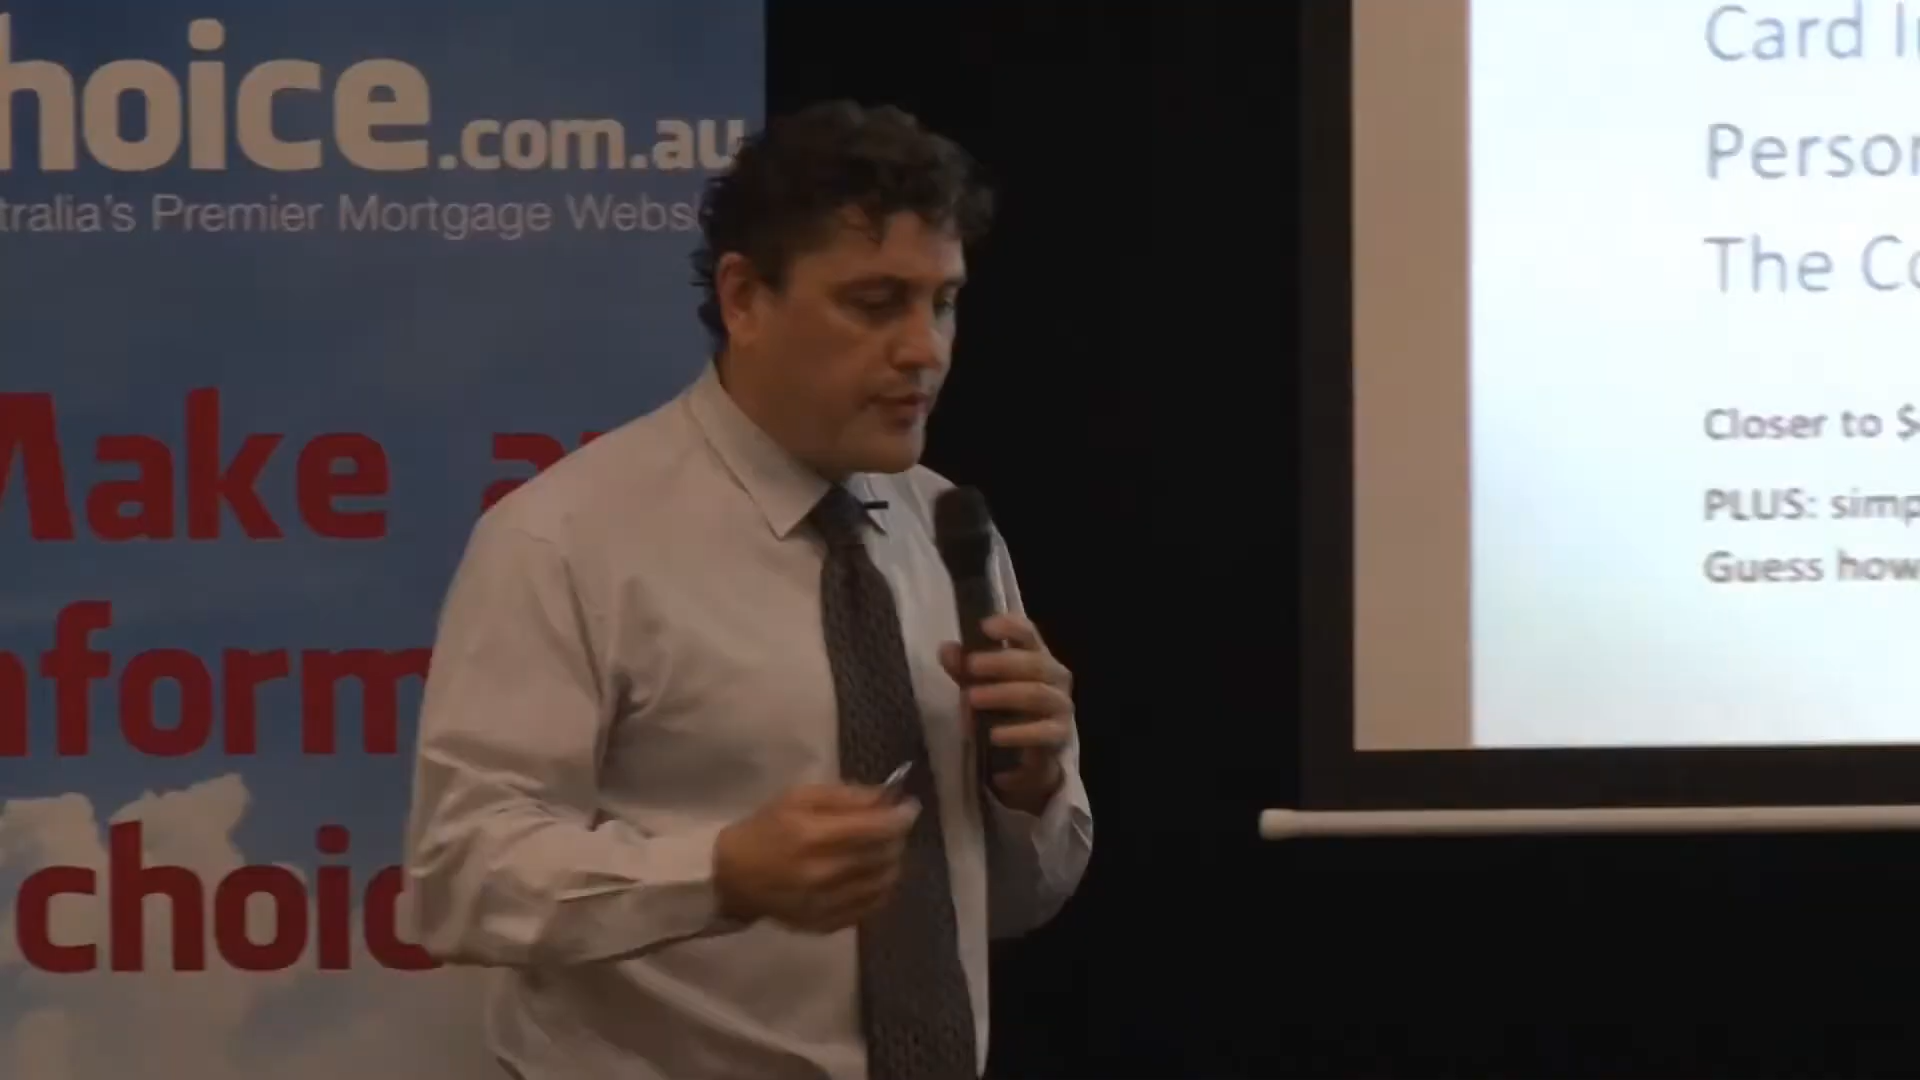 hoice.com.au
tralia's Premier Mortgage Webs
Make a
nform
choic
Card I
Person
The Co
Closer to $
PLUS: simp
Guess how